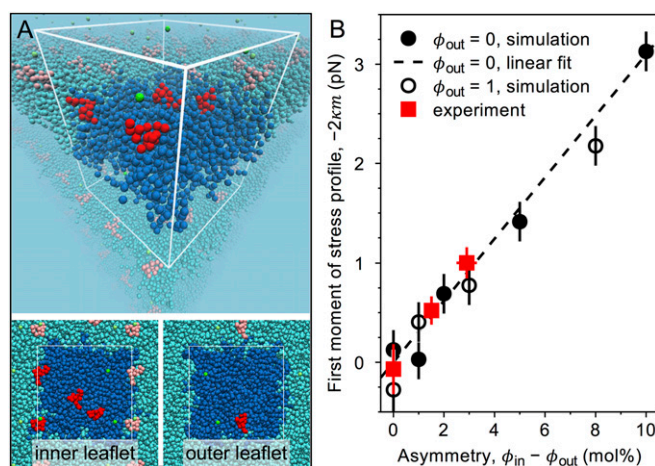 A
inner leaflet
outer leaflet
B
First moment of stress profile, −2κm (pN)
3
2
1
0
ϕout = 0, simulation
ϕout = 0, linear fit
ϕout = 1, simulation
experiment
0 2 4 6 8 10
Asymmetry, ϕin − ϕout (mol%)